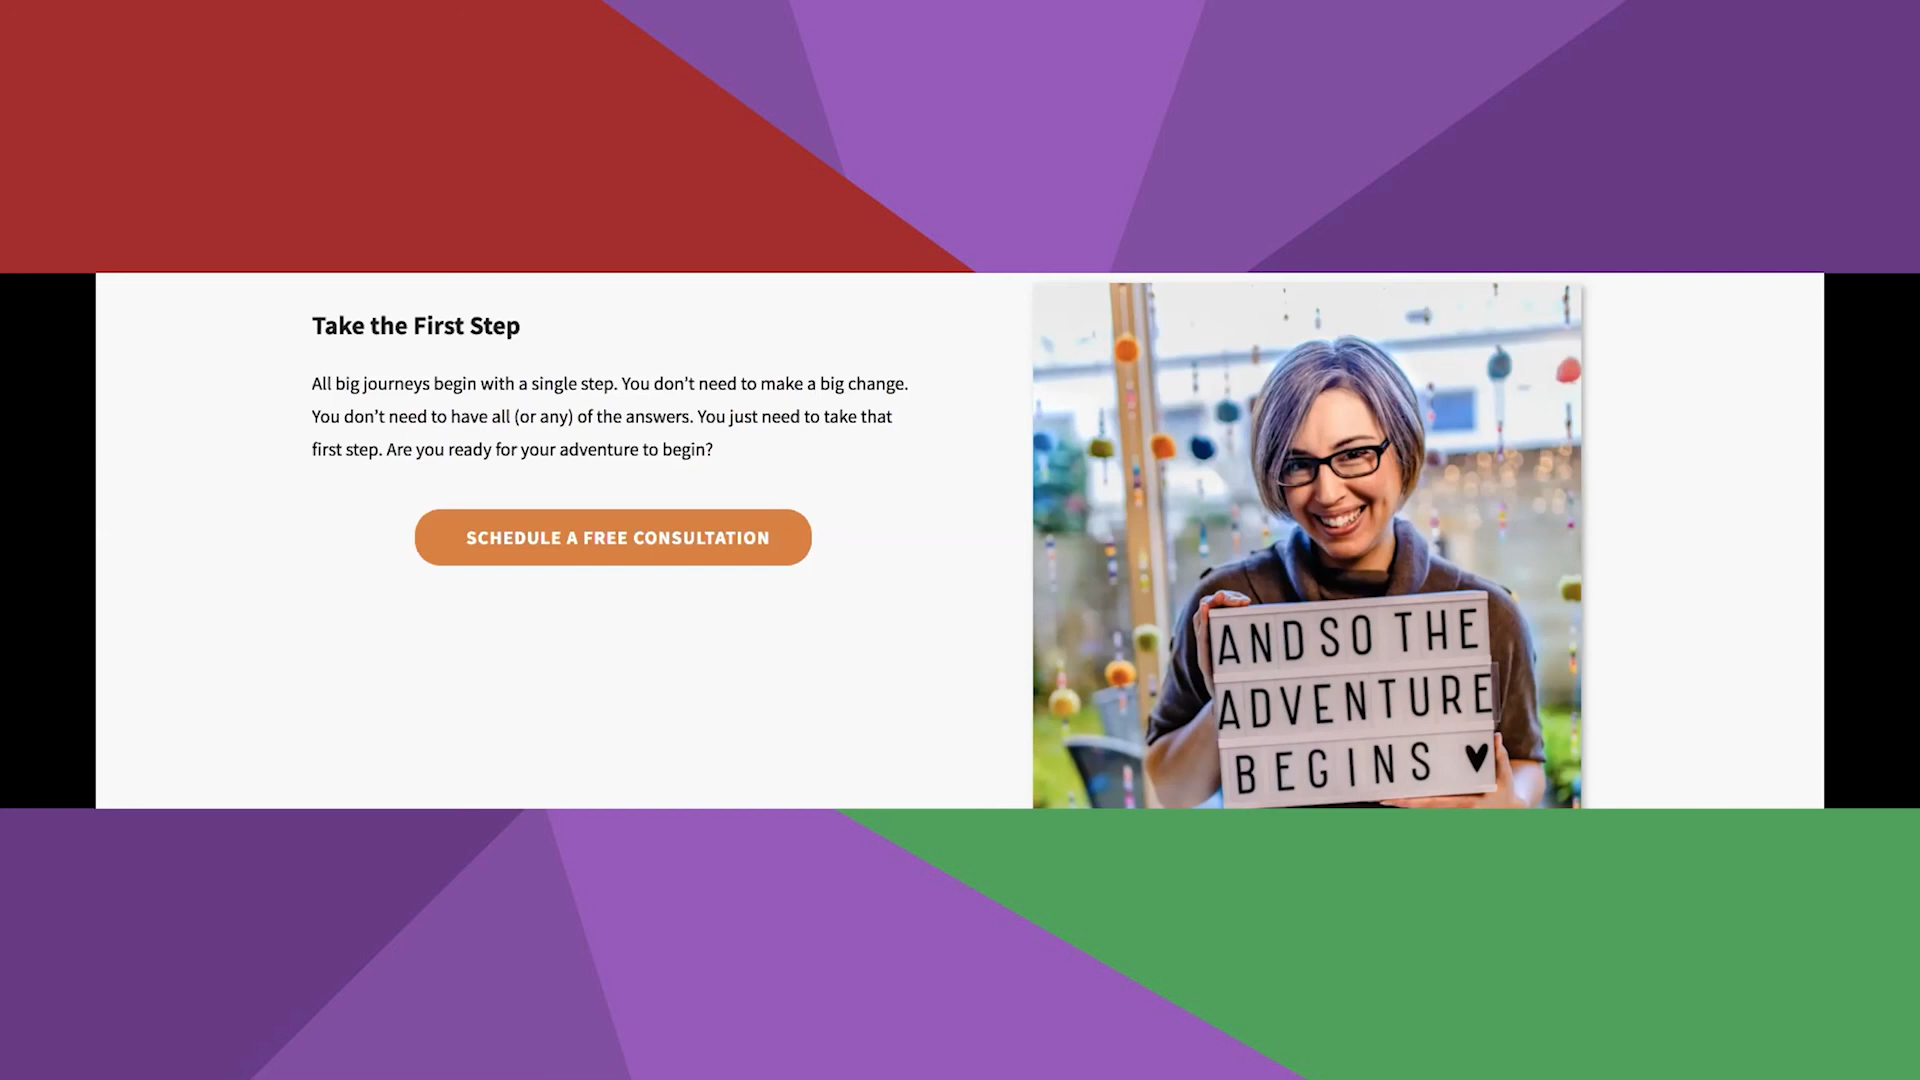 Take the First Step
All big journeys begin with a single step. You don’t need to make a big change.
You don’t need to have all (or any) of the answers. You just need to take that
first step. Are you ready for your adventure to begin?
SCHEDULE A FREE CONSULTATION
AND SO THE
ADVENTURE
BEGINS ♥